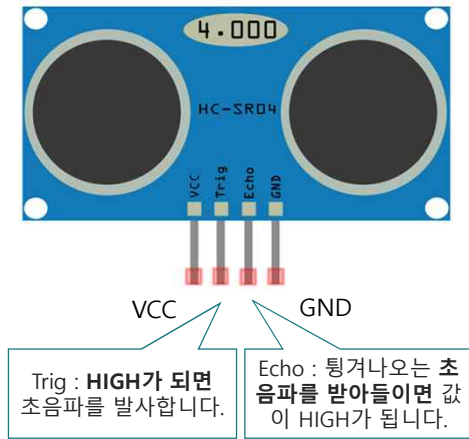 4.000
HC-SR04
VCC
Trig
Echo
GND
VCC
GND
Trig : HIGH가 되면
초음파를 발사합니다.
Echo : 튕겨나오는 초
음파를 받아들이면 값
이 HIGH가 됩니다.